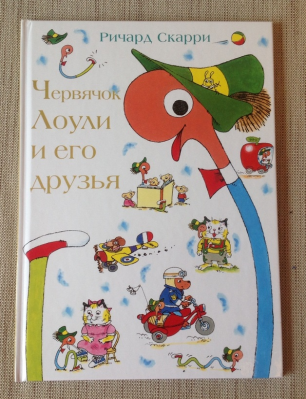 Ричард Скарри
Червячок
Лоули
и его
друзья